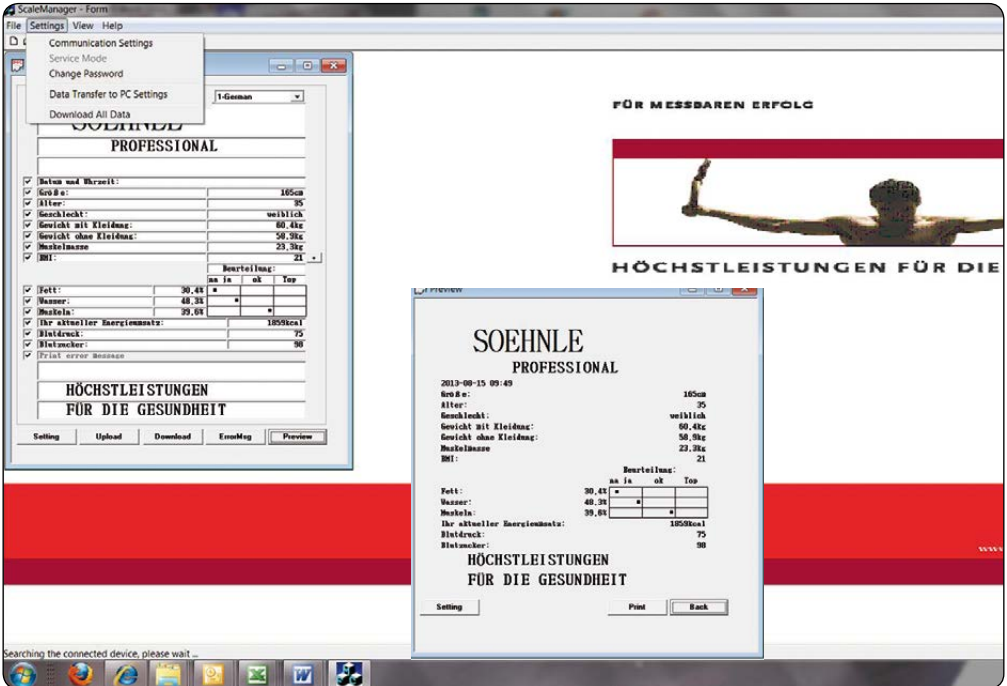 ScaleManager - Form
File Settings View Help
Communication Settings
Service Mode
Change Password
Data Transfer to PC Settings
Download All Data
1-German
SOEHNLE
PROFESSIONAL
Datum und Uhrzeit:
Größe: 165cm
Alter: 35
Geschlecht: weiblich
Gewicht mit Kleidung: 60,4kg
Gewicht ohne Kleidung: 58,9kg
Muskelmasse 23,3kg
BMI: 21
Beurteilung:
na ja ok Top
Fett: 30,4%
Wasser: 48,3%
Muskeln: 39,6%
Ihr aktueller Energieumsatz: 1859kcal
Blutdruck: 75
Blutzucker: 98
Print error message
HÖCHSTLEISTUNGEN
FÜR DIE GESUNDHEIT
Setting Upload Download ErrorMsg Preview
FÜR MESSBAREN ERFOLG
HÖCHSTLEISTUNGEN FÜR DIE
Preview
SOEHNLE
PROFESSIONAL
2013-08-15 09:49
Größe: 165cm
Alter: 35
Geschlecht: weiblich
Gewicht mit Kleidung: 60,4kg
Gewicht ohne Kleidung: 58,9kg
Muskelmasse 23,3kg
BMI: 21
Beurteilung:
na ja ok Top
Fett: 30,4%
Wasser: 48,3%
Muskeln: 39,6%
Ihr aktueller Energieumsatz: 1859kcal
Blutdruck: 75
Blutzucker: 98
HÖCHSTLEISTUNGEN
FÜR DIE GESUNDHEIT
Setting Print Back
Searching the connected device, please wait ...